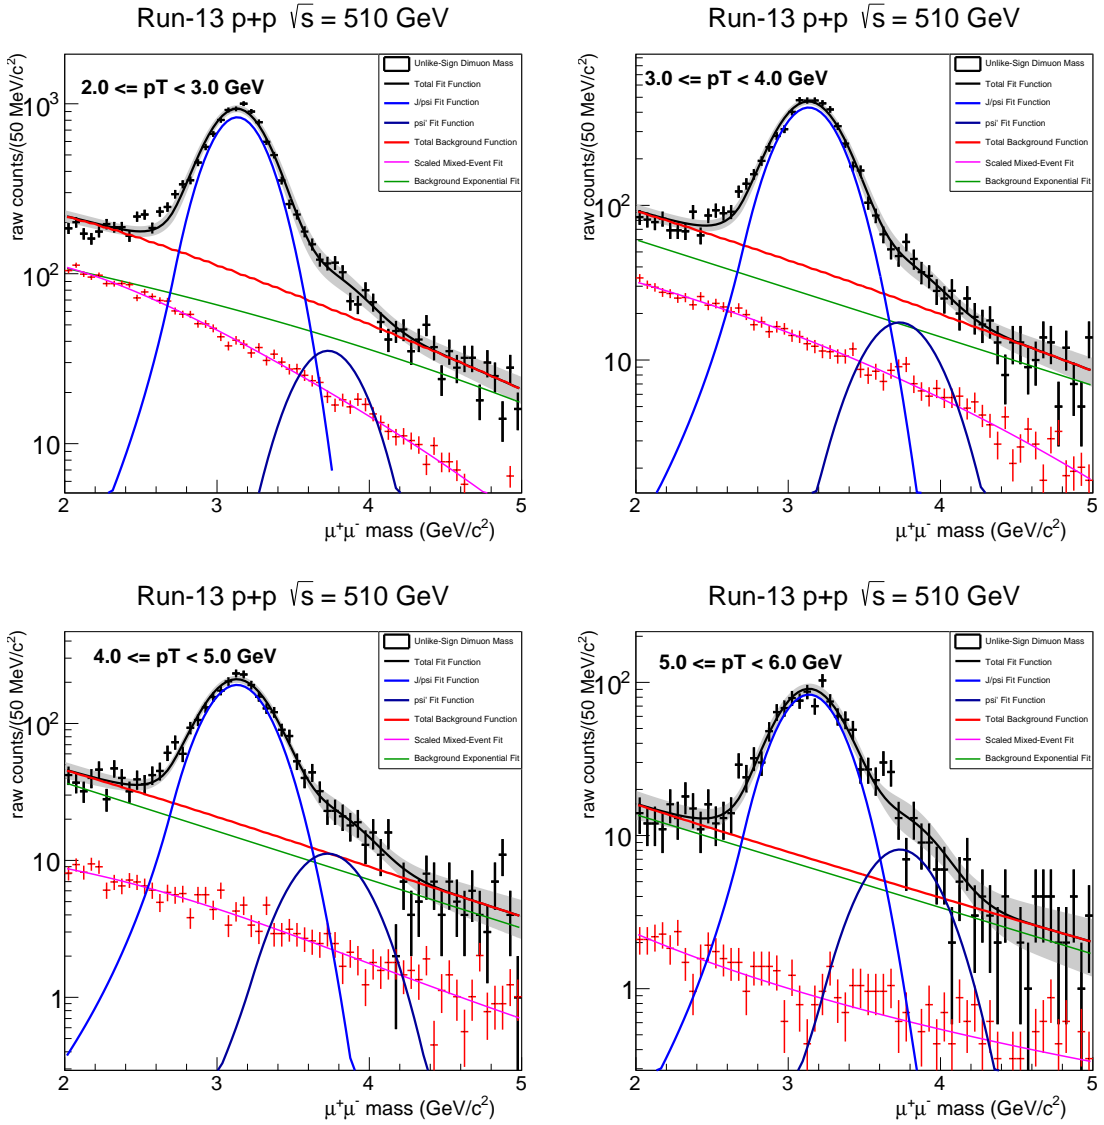 Run-13 p+p √s = 510 GeV
raw counts/(50 MeV/c²)
2.0 <= pT < 3.0 GeV
Unlike-Sign Dimuon Mass
Total Fit Function
J/psi Fit Function
psi' Fit Function
Total Background Function
Scaled Mixed-Event Fit
Background Exponential Fit
10³
10²
10
2 3 4 5
μ⁺μ⁻ mass (GeV/c²)
Run-13 p+p √s = 510 GeV
raw counts/(50 MeV/c²)
3.0 <= pT < 4.0 GeV
Unlike-Sign Dimuon Mass
Total Fit Function
J/psi Fit Function
psi' Fit Function
Total Background Function
Scaled Mixed-Event Fit
Background Exponential Fit
10²
10
2 3 4 5
μ⁺μ⁻ mass (GeV/c²)
Run-13 p+p √s = 510 GeV
raw counts/(50 MeV/c²)
4.0 <= pT < 5.0 GeV
Unlike-Sign Dimuon Mass
Total Fit Function
J/psi Fit Function
psi' Fit Function
Total Background Function
Scaled Mixed-Event Fit
Background Exponential Fit
10²
10
1
2 3 4 5
μ⁺μ⁻ mass (GeV/c²)
Run-13 p+p √s = 510 GeV
raw counts/(50 MeV/c²)
5.0 <= pT < 6.0 GeV
Unlike-Sign Dimuon Mass
Total Fit Function
J/psi Fit Function
psi' Fit Function
Total Background Function
Scaled Mixed-Event Fit
Background Exponential Fit
10²
10
1
2 3 4 5
μ⁺μ⁻ mass (GeV/c²)